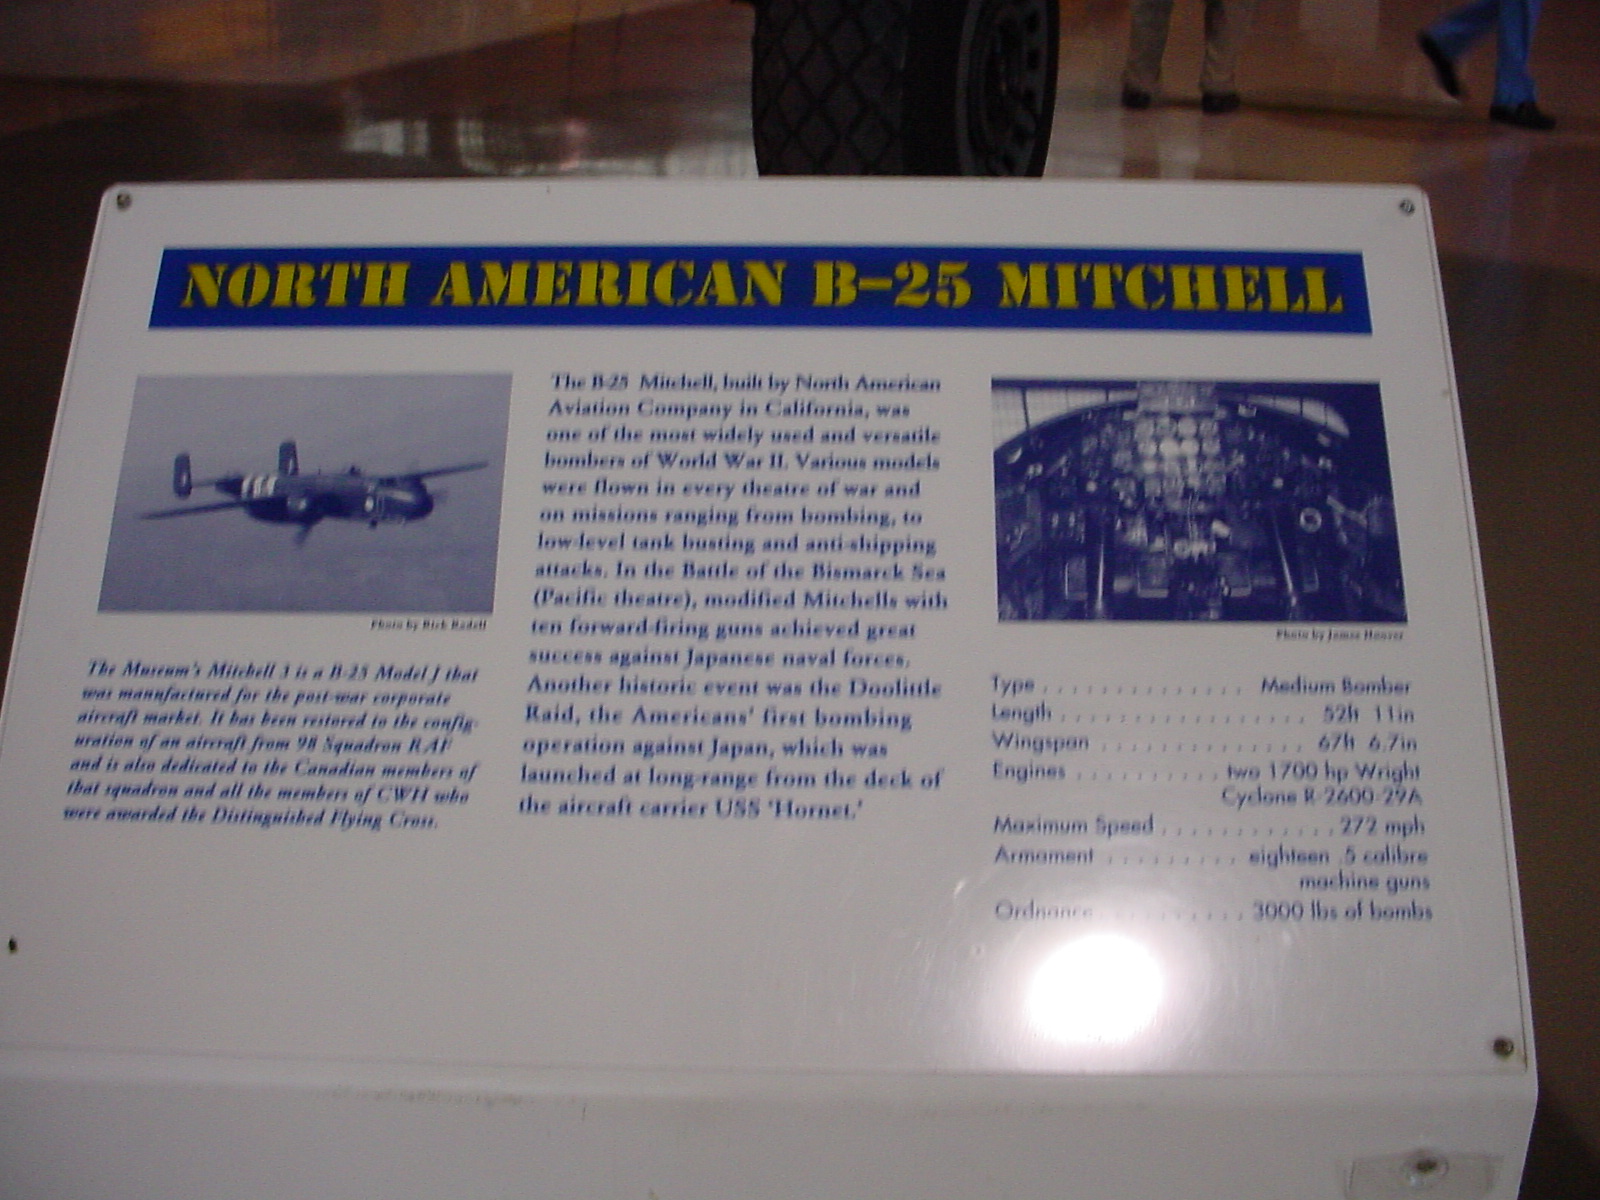 NORTH AMERICAN B-25 MITCHELL
Photo by Rick Radell
The Museum's Mitchell 3 is a B-25 Model J that
was manufactured for the post-war corporate
aircraft market. It has been restored to the config-
uration of an aircraft from 98 Squadron RAF
and is also dedicated to the Canadian members of
that squadron and all the members of CWH who
were awarded the Distinguished Flying Cross.
The B-25 Mitchell, built by North American
Aviation Company in California, was
one of the most widely used and versatile
bombers of World War II. Various models
were flown in every theatre of war and
on missions ranging from bombing, to
low-level tank busting and anti-shipping
attacks. In the Battle of the Bismarck Sea
(Pacific theatre), modified Mitchells with
ten forward-firing guns achieved great
success against Japanese naval forces.
Another historic event was the Doolittle
Raid, the Americans' first bombing
operation against Japan, which was
launched at long-range from the deck of
the aircraft carrier USS 'Hornet.'
Photo by James Hoover
Type . . . . . . . . . . . . . . . Medium Bomber
Length . . . . . . . . . . . . . . . . . . 52ft 11in
Wingspan . . . . . . . . . . . . . . . 67ft 6.7in
Engines . . . . . . . . . . two 1700 hp Wright
Cyclone R-2600-29A
Maximum Speed . . . . . . . . . . . . 272 mph
Armament . . . . . . . . . eighteen .5 calibre
machine guns
Ordnance . . . . . . . . . . 3000 lbs of bombs